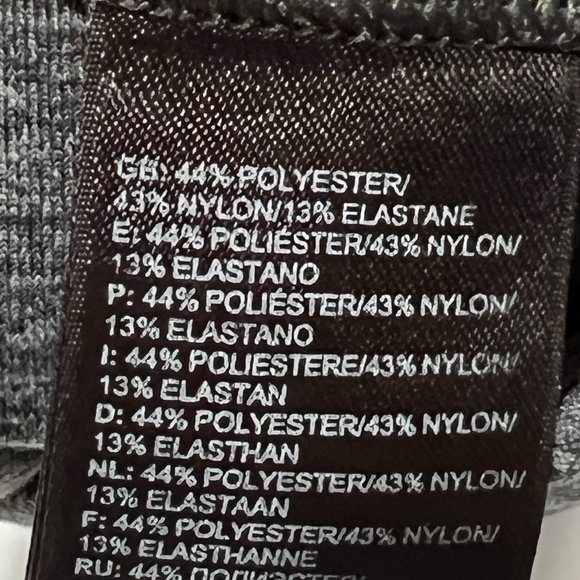 GB: 44% POLYESTER/
43% NYLON/13% ELASTANE
E: 44% POLIÉSTER/43% NYLON/
13% ELASTANO
P: 44% POLIÉSTER/43% NYLON/
13% ELASTANO
I: 44% POLIESTERE/43% NYLON/
13% ELASTAN
D: 44% POLYESTER/43% NYLON/
13% ELASTHAN
NL: 44% POLYESTER/43% NYLON/
13% ELASTAAN
F: 44% POLYESTER/43% NYLON/
13% ELASTHANNE
RU: 44%